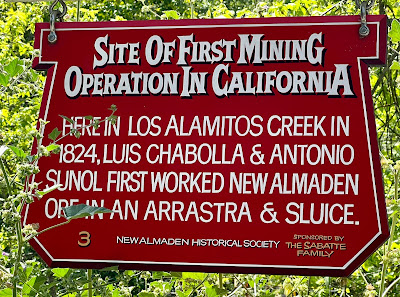 SITE OF FIRST MINING
OPERATION IN CALIFORNIA
HERE IN LOS ALAMITOS CREEK IN
1824, LUIS CHABOLLA & ANTONIO
SUNOL FIRST WORKED NEW ALMADEN
ORE IN AN ARRASTRA & SLUICE.
3
NEW ALMADEN HISTORICAL SOCIETY
SPONSORED BY
THE SABATTE
FAMILY